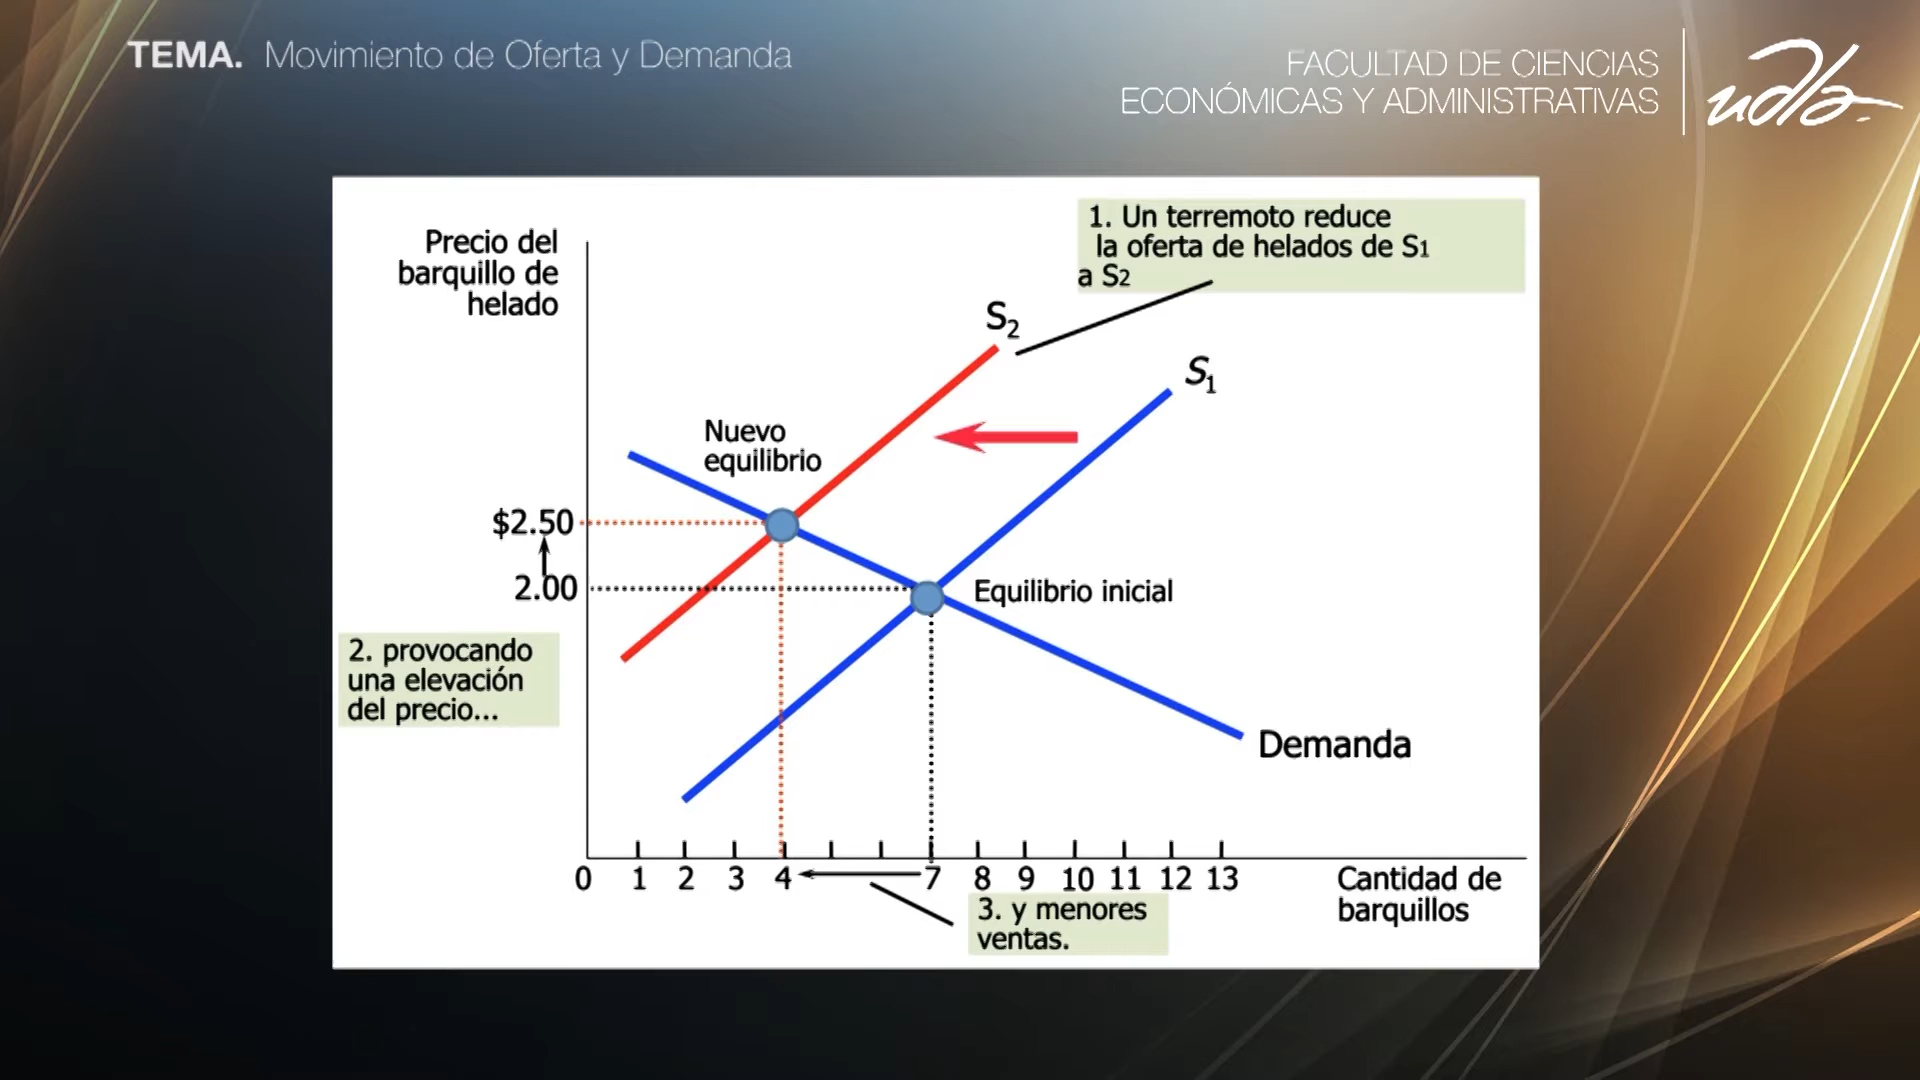 TEMA. Movimiento de Oferta y Demanda
FACULTAD DE CIENCIAS
ECONÓMICAS Y ADMINISTRATIVAS
udla-
Precio del
barquillo de
helado
1. Un terremoto reduce
la oferta de helados de S1
a S2
S2
S1
Nuevo
equilibrio
$2.50
2.00
Equilibrio inicial
2. provocando
una elevación
del precio...
Demanda
0 1 2 3 4 7 8 9 10 11 12 13
Cantidad de
barquillos
3. y menores
ventas.